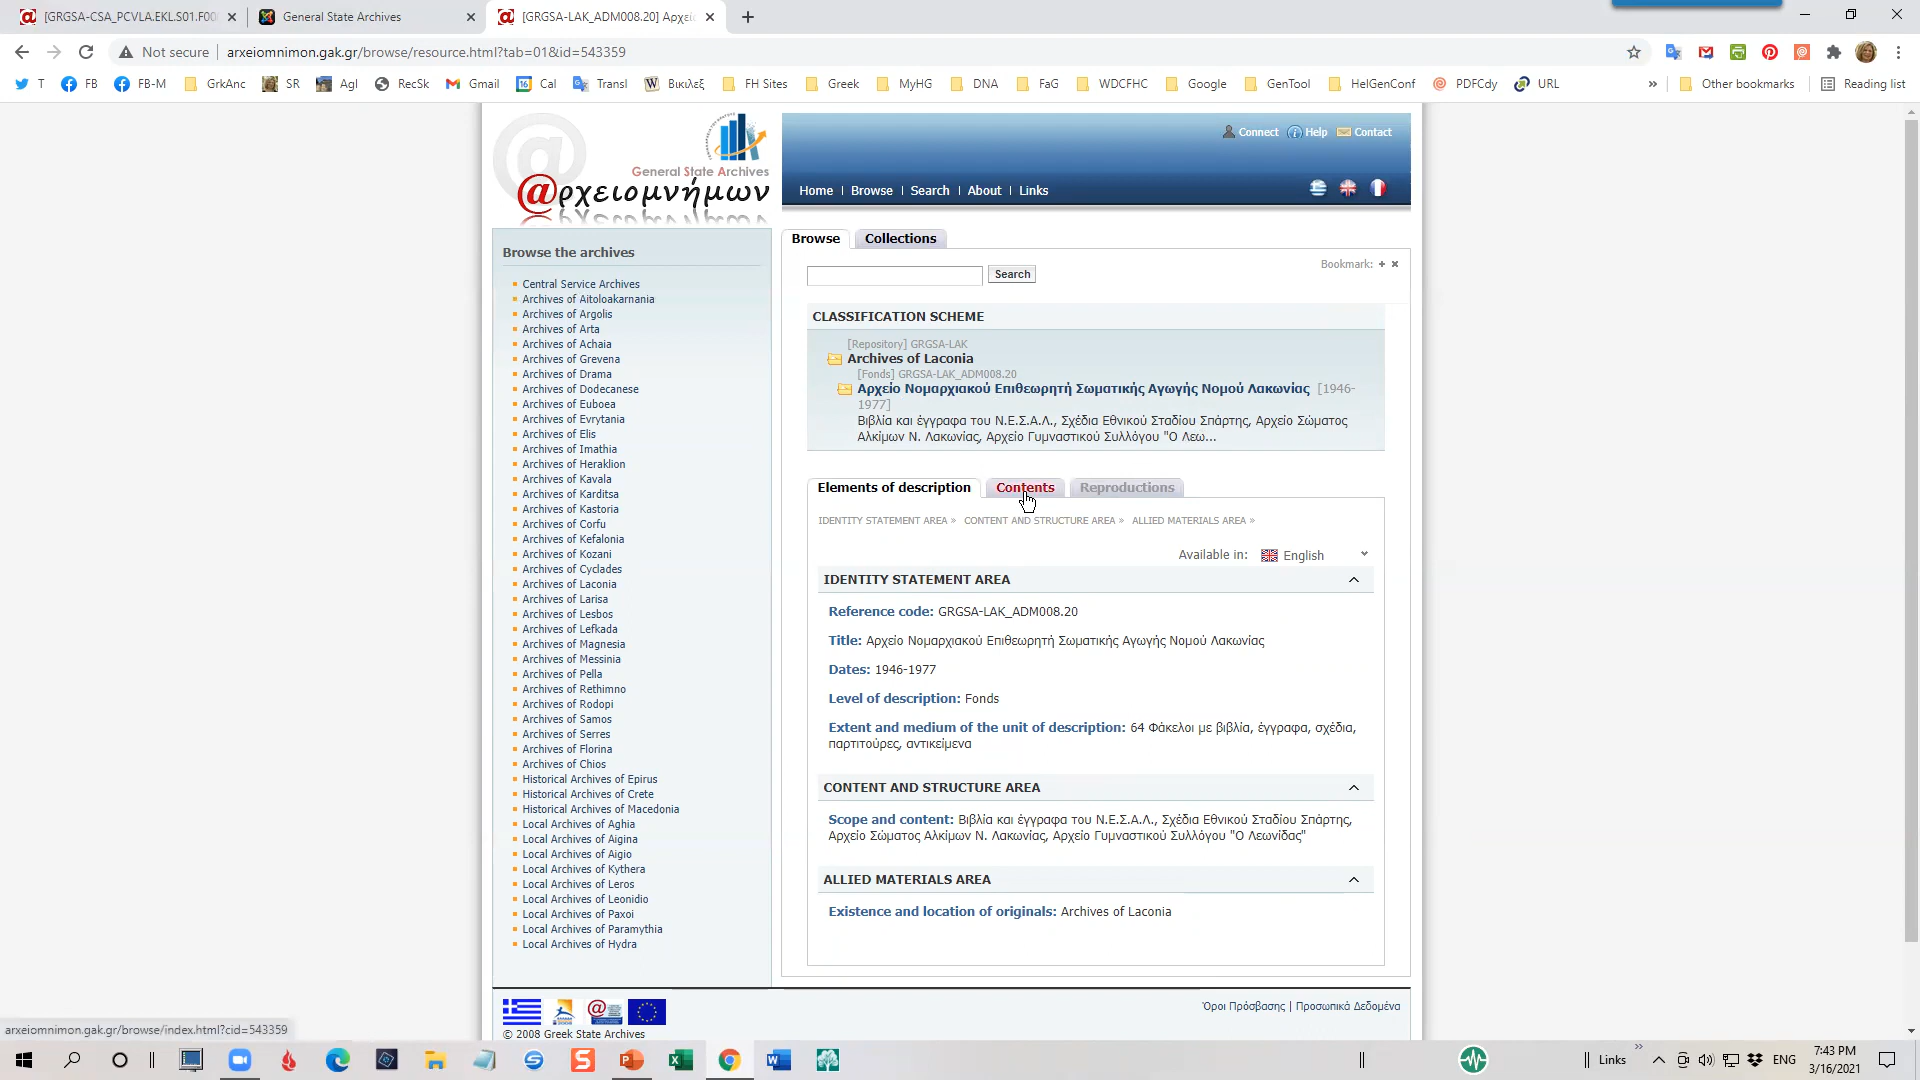 [GRGSA-CSA_PCVLA.EKL.S01.F00
General State Archives
[GRGSA-LAK_ADM008.20] Αρχεί
Not secure
arxeiomnimon.gak.gr/browse/resource.html?tab=01&id=543359
T FB FB-M GrkAnc SR Agl RecSk Gmail Cal Transl Βικιλεξ FH Sites Greek MyHG DNA FaG WDCFHC Google GenTool HelGenConf PDFCdy URL » Other bookmarks Reading list
General State Archives
@ρχειομνήμων
Connect Help Contact
Home | Browse | Search | About | Links
Browse the archives
Central Service Archives
Archives of Aitoloakarnania
Archives of Argolis
Archives of Arta
Archives of Achaia
Archives of Grevena
Archives of Drama
Archives of Dodecanese
Archives of Euboea
Archives of Evrytania
Archives of Elis
Archives of Imathia
Archives of Heraklion
Archives of Kavala
Archives of Karditsa
Archives of Kastoria
Archives of Corfu
Archives of Kefalonia
Archives of Kozani
Archives of Cyclades
Archives of Laconia
Archives of Larisa
Archives of Lesbos
Archives of Lefkada
Archives of Magnesia
Archives of Messinia
Archives of Pella
Archives of Rethimno
Archives of Rodopi
Archives of Samos
Archives of Serres
Archives of Florina
Archives of Chios
Historical Archives of Epirus
Historical Archives of Crete
Historical Archives of Macedonia
Local Archives of Aghia
Local Archives of Aigina
Local Archives of Aigio
Local Archives of Kythera
Local Archives of Leros
Local Archives of Leonidio
Local Archives of Paxoi
Local Archives of Paramythia
Local Archives of Hydra
Browse Collections
Bookmark:
Search
CLASSIFICATION SCHEME
[Repository] GRGSA-LAK
Archives of Laconia
[Fonds] GRGSA-LAK_ADM008.20
Αρχείο Νομαρχιακού Επιθεωρητή Σωματικής Αγωγής Νομού Λακωνίας [1946-
1977]
Βιβλία και έγγραφα του Ν.Ε.Σ.Α.Λ., Σχέδια Εθνικού Σταδίου Σπάρτης, Αρχείο Σώματος
Αλκίμων Ν. Λακωνίας, Αρχείο Γυμναστικού Συλλόγου "Ο Λεω...
Elements of description Contents Reproductions
IDENTITY STATEMENT AREA » CONTENT AND STRUCTURE AREA » ALLIED MATERIALS AREA »
Available in: English
IDENTITY STATEMENT AREA
Reference code: GRGSA-LAK_ADM008.20
Title: Αρχείο Νομαρχιακού Επιθεωρητή Σωματικής Αγωγής Νομού Λακωνίας
Dates: 1946-1977
Level of description: Fonds
Extent and medium of the unit of description: 64 Φάκελοι με βιβλία, έγγραφα, σχέδια,
παρτιτούρες, αντικείμενα
CONTENT AND STRUCTURE AREA
Scope and content: Βιβλία και έγγραφα του Ν.Ε.Σ.Α.Λ., Σχέδια Εθνικού Σταδίου Σπάρτης,
Αρχείο Σώματος Αλκίμων Ν. Λακωνίας, Αρχείο Γυμναστικού Συλλόγου "Ο Λεωνίδας"
ALLIED MATERIALS AREA
Existence and location of originals: Archives of Laconia
Όροι Πρόσβασης | Προσωπικά Δεδομένα
© 2008 Greek State Archives
arxeiomnimon.gak.gr/browse/index.html?cid=543359
Links » ENG
7:43 PM
3/16/2021